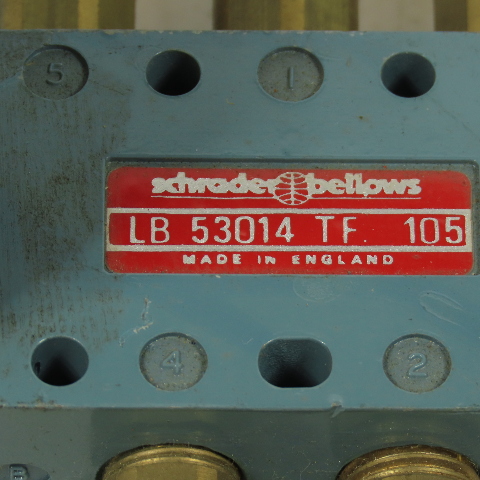 5 1
schrader bellows
LB 53014 TF 105
MADE IN ENGLAND
4 2
B